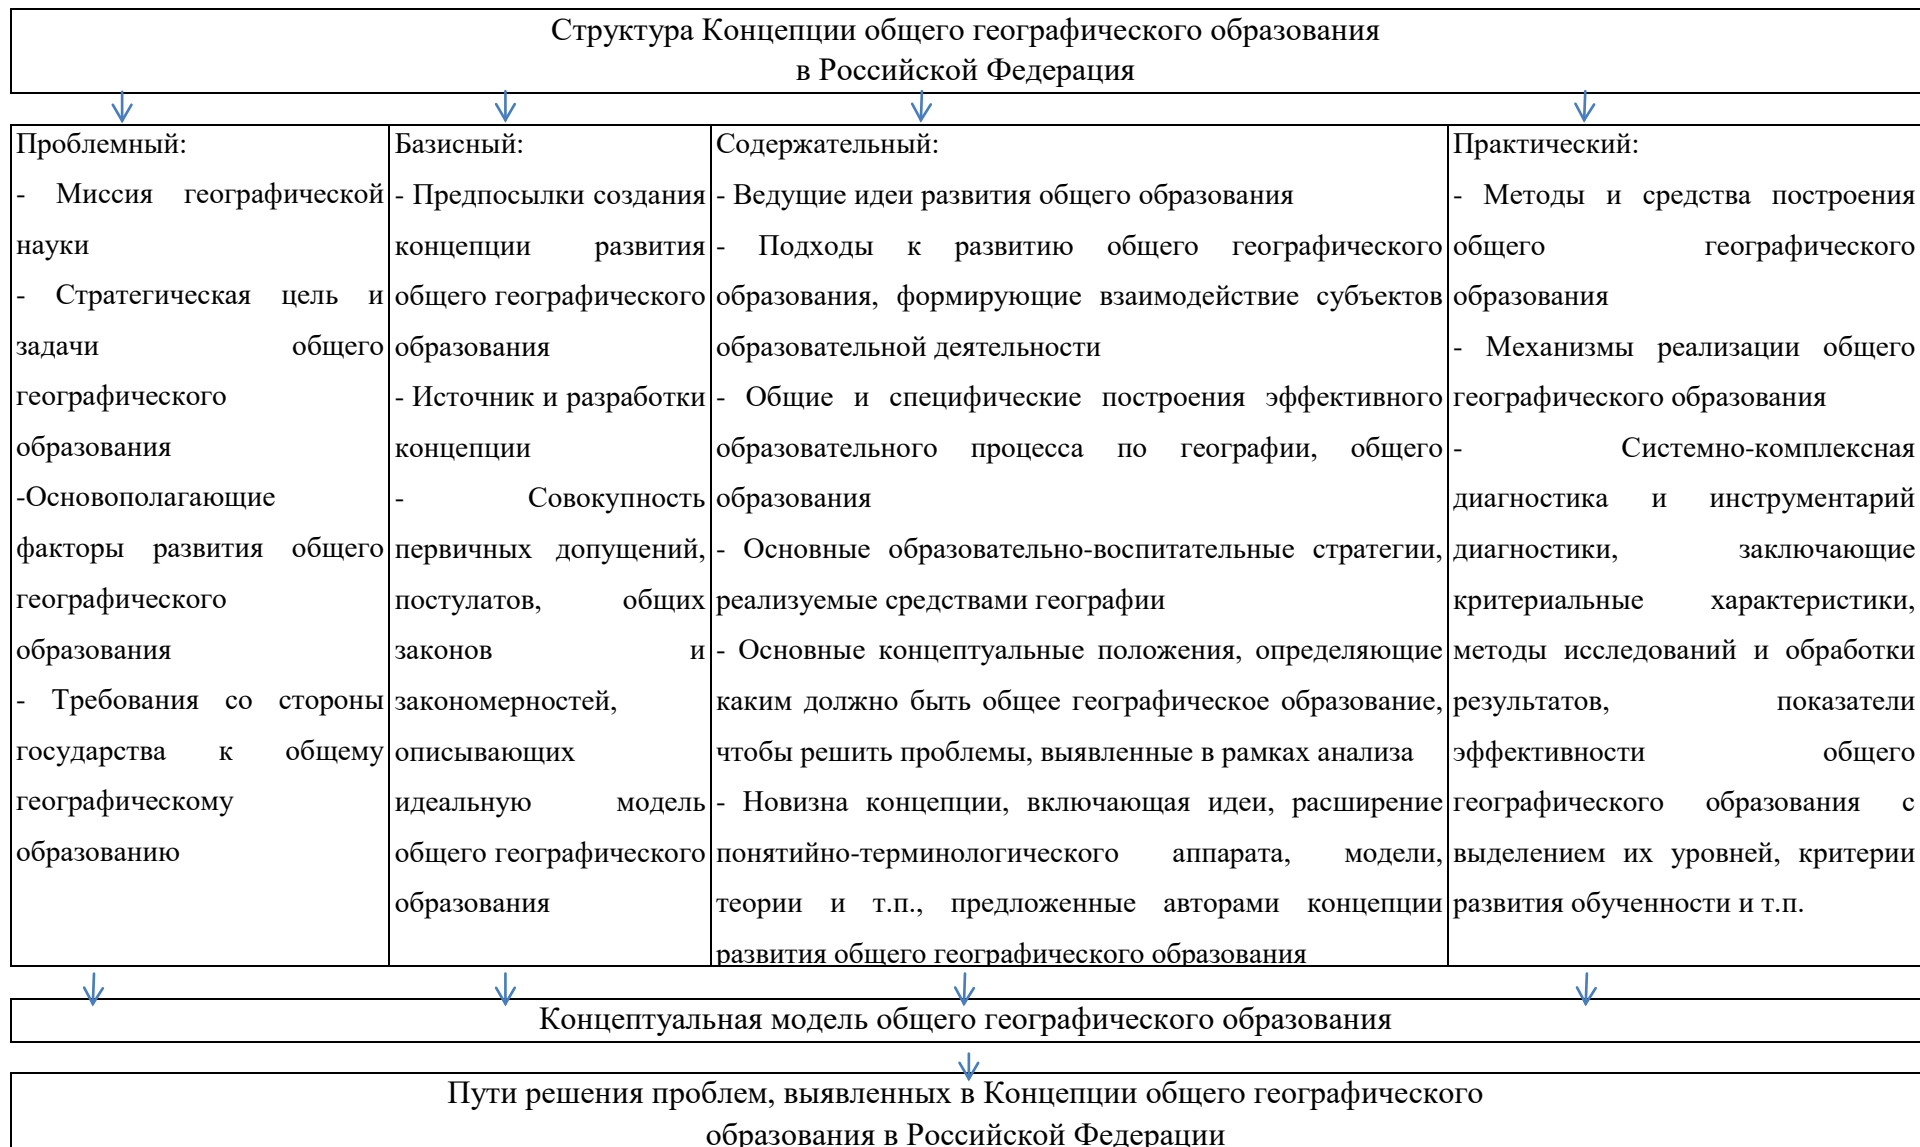 Структура Концепции общего географического образования
в Российской Федерация
Проблемный:
- Миссия географической
науки
- Стратегическая цель и
задачи общего
географического
образования
-Основополагающие
факторы развития общего
географического
образования
- Требования со стороны
государства к общему
географическому
образованию
Базисный:
- Предпосылки создания
концепции развития
общего географического
образования
- Источник и разработки
концепции
- Совокупность
первичных допущений,
постулатов, общих
законов и
закономерностей,
описывающих
идеальную модель
общего географического
образования
Содержательный:
- Ведущие идеи развития общего образования
- Подходы к развитию общего географического
образования, формирующие взаимодействие субъектов
образовательной деятельности
- Общие и специфические построения эффективного
образовательного процесса по географии, общего
образования
- Основные образовательно-воспитательные стратегии,
реализуемые средствами географии
- Основные концептуальные положения, определяющие
каким должно быть общее географическое образование,
чтобы решить проблемы, выявленные в рамках анализа
- Новизна концепции, включающая идеи, расширение
понятийно-терминологического аппарата, модели,
теории и т.п., предложенные авторами концепции
развития общего географического образования
Практический:
- Методы и средства построения
общего географического
образования
- Механизмы реализации общего
географического образования
- Системно-комплексная
диагностика и инструментарий
диагностики, заключающие
критериальные характеристики,
методы исследований и обработки
результатов, показатели
эффективности общего
географического образования с
выделением их уровней, критерии
развития обученности и т.п.
Концептуальная модель общего географического образования
Пути решения проблем, выявленных в Концепции общего географического
образования в Российской Федерации